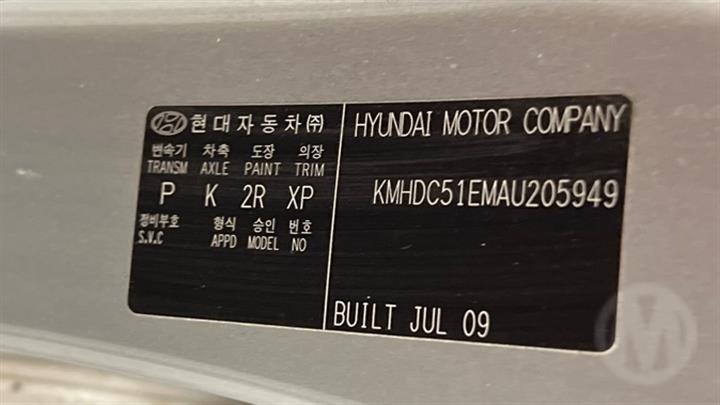 현대자동차㈜
변속기 차축 도장 의장
TRANSM AXLE PAINT TRIM
P K 2R XP
정비부호 형식 승인 번호
S.V.C APPD MODEL NO
HYUNDAI MOTOR COMPANY
KMHDC51EMAU205949
BUILT JUL 09
M